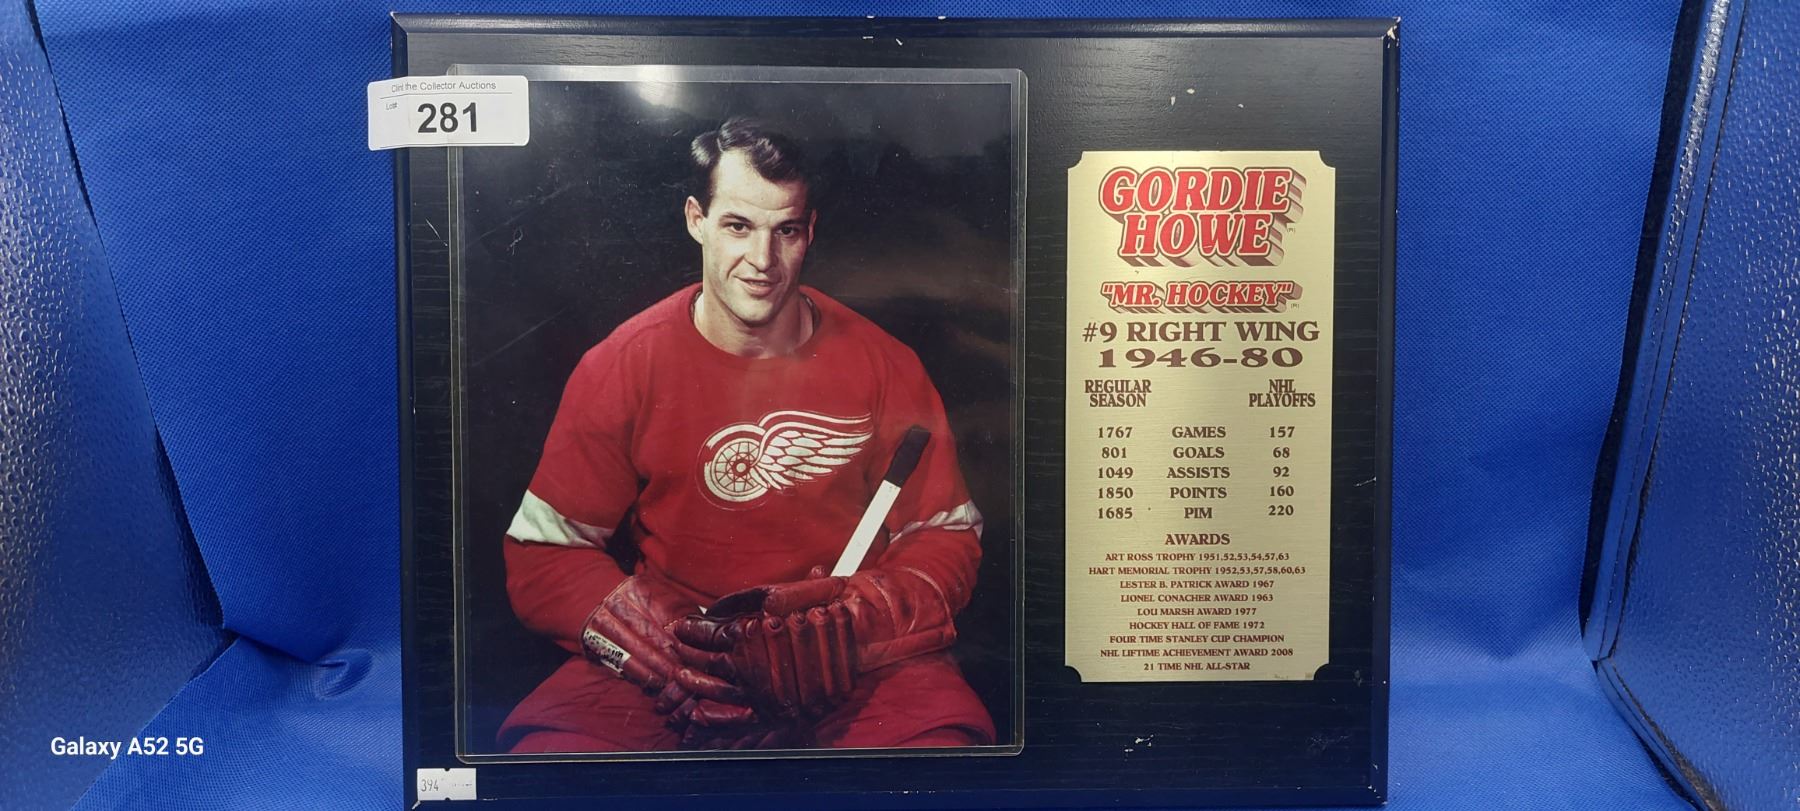 Clint the Collector Auctions
Lot#
281
GORDIE
HOWE
"MR. HOCKEY"
#9 RIGHT WING
1946-80
REGULAR SEASON NHL PLAYOFFS
1767 GAMES 157
801 GOALS 68
1049 ASSISTS 92
1850 POINTS 160
1685 PIM 220
AWARDS
ART ROSS TROPHY 1951,52,53,54,57,63
HART MEMORIAL TROPHY 1952,53,57,58,60,63
LESTER B. PATRICK AWARD 1967
LIONEL CONACHER AWARD 1963
LOU MARSH AWARD 1977
HOCKEY HALL OF FAME 1972
FOUR TIME STANLEY CUP CHAMPION
NHL LIFTIME ACHIEVEMENT AWARD 2008
21 TIME NHL ALL-STAR
394
Galaxy A52 5G